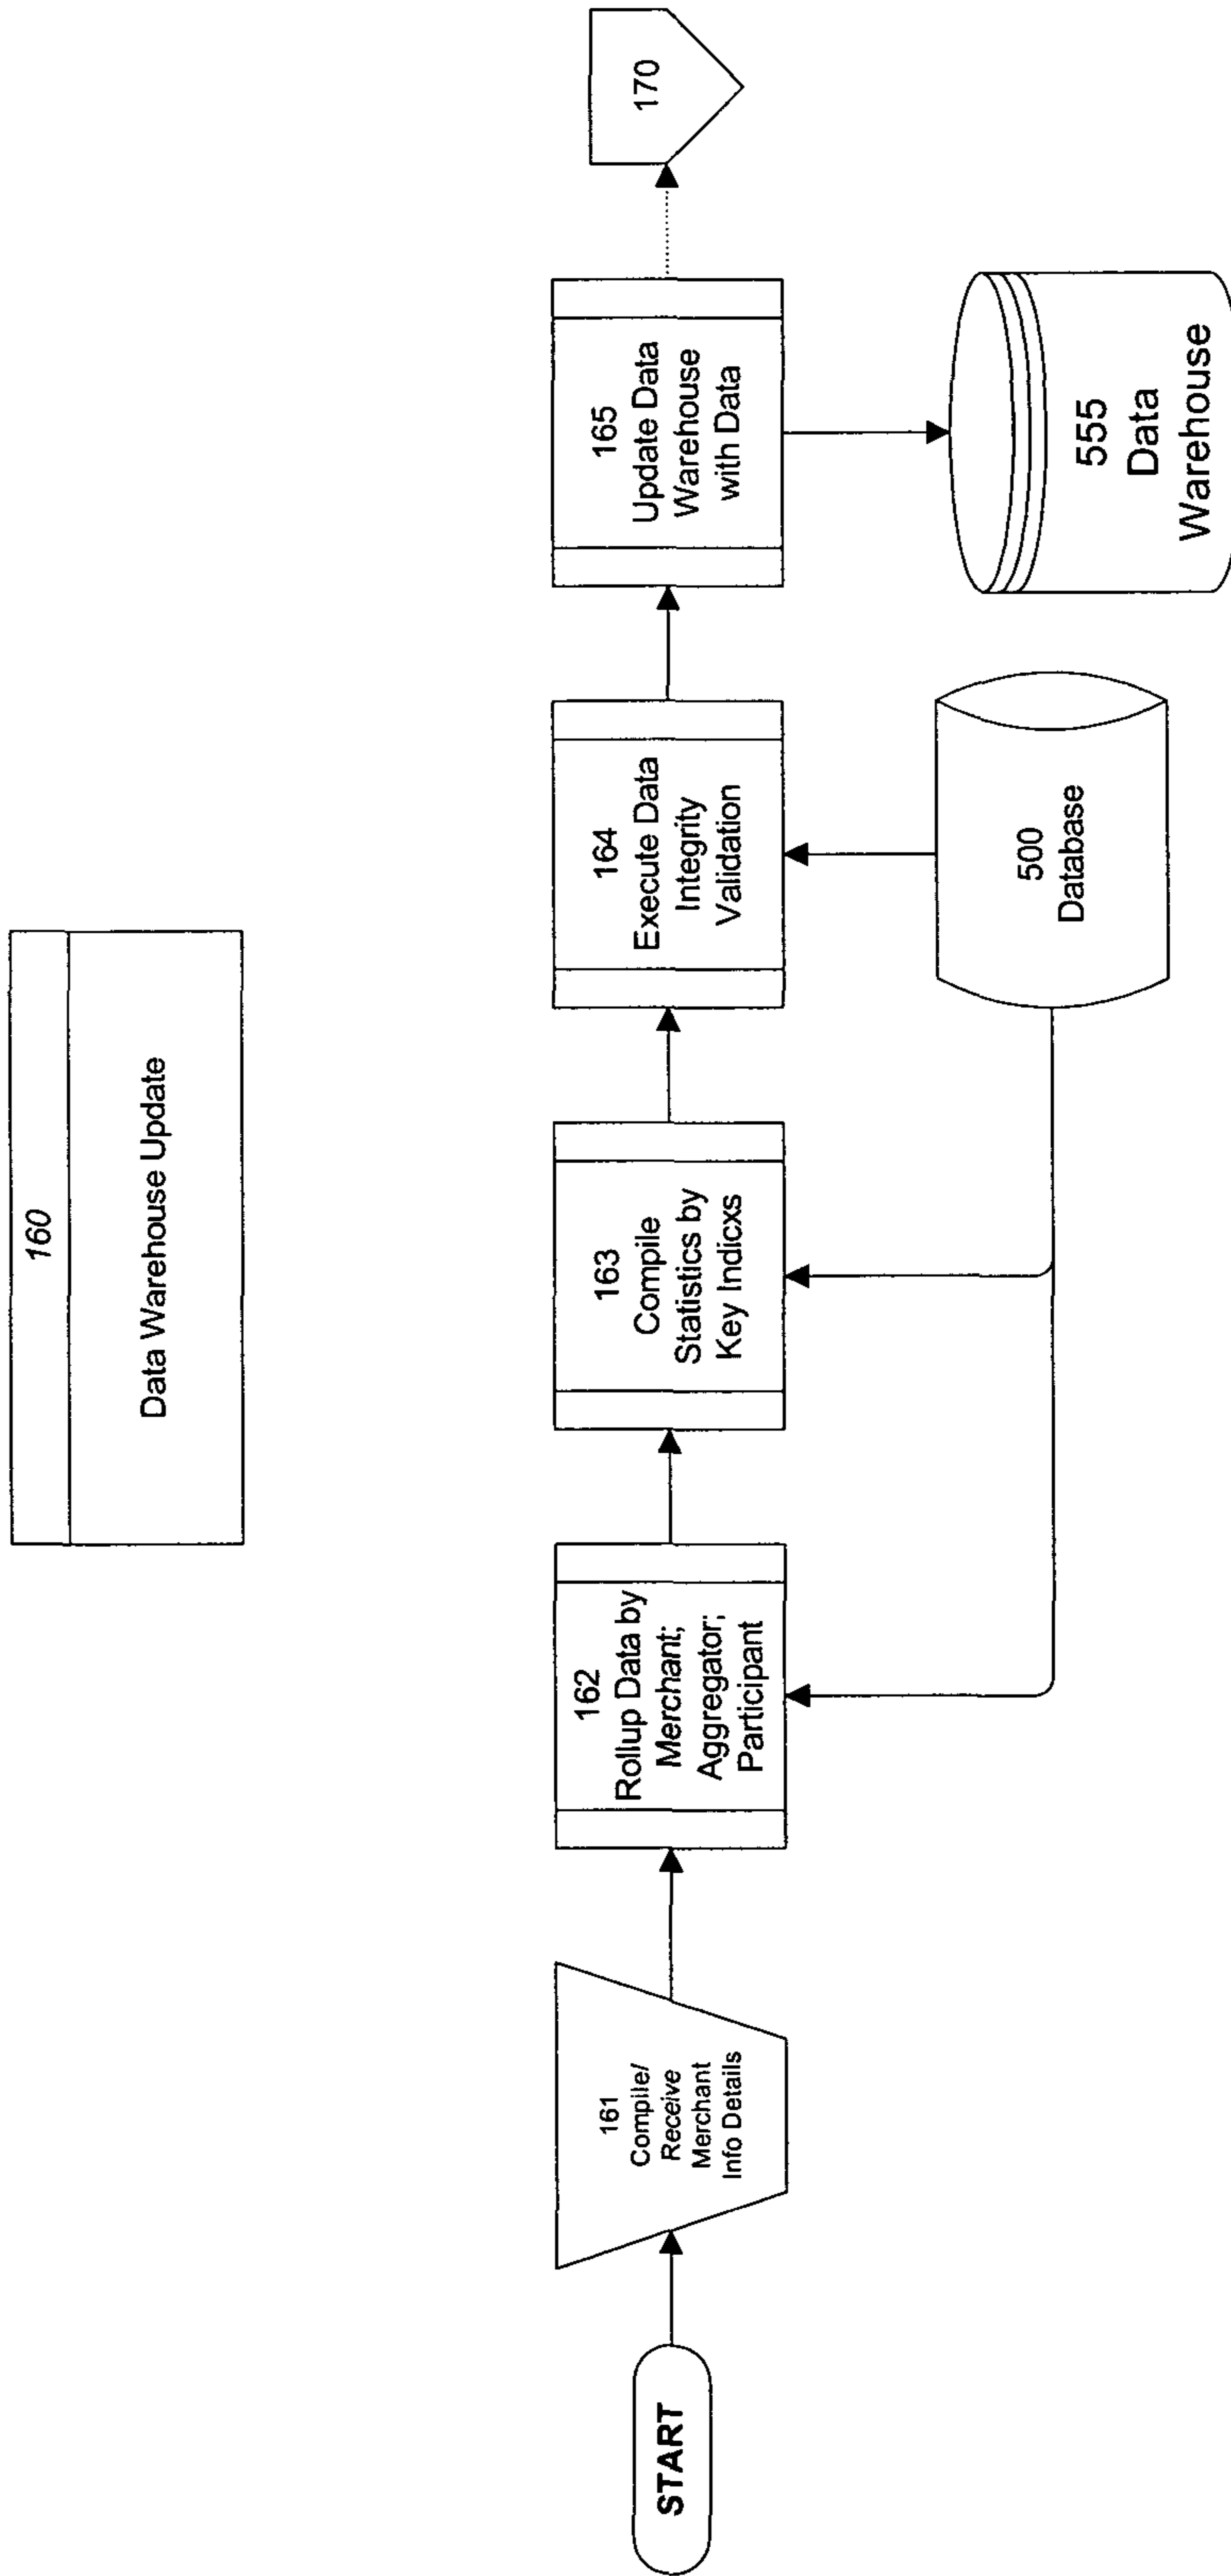 160
Data Warehouse Update
START
161
Compile/
Receive
Merchant
Info Details
162
Rollup Data by
Merchant;
Aggregator;
Participant
163
Compile
Statistics by
Key Indicxs
164
Execute Data
Integrity
Validation
165
Update Data
Warehouse
with Data
170
500
Database
555
Data
Warehouse